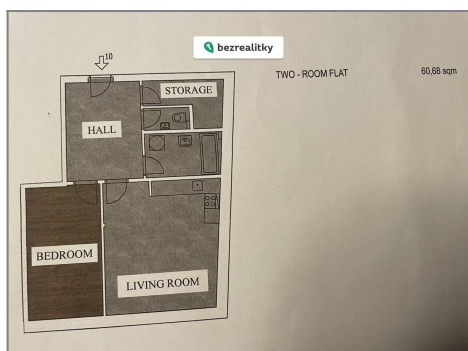 bezrealitky
10
TWO - ROOM FLAT 60,68 sqm
STORAGE
HALL
BEDROOM
LIVING ROOM